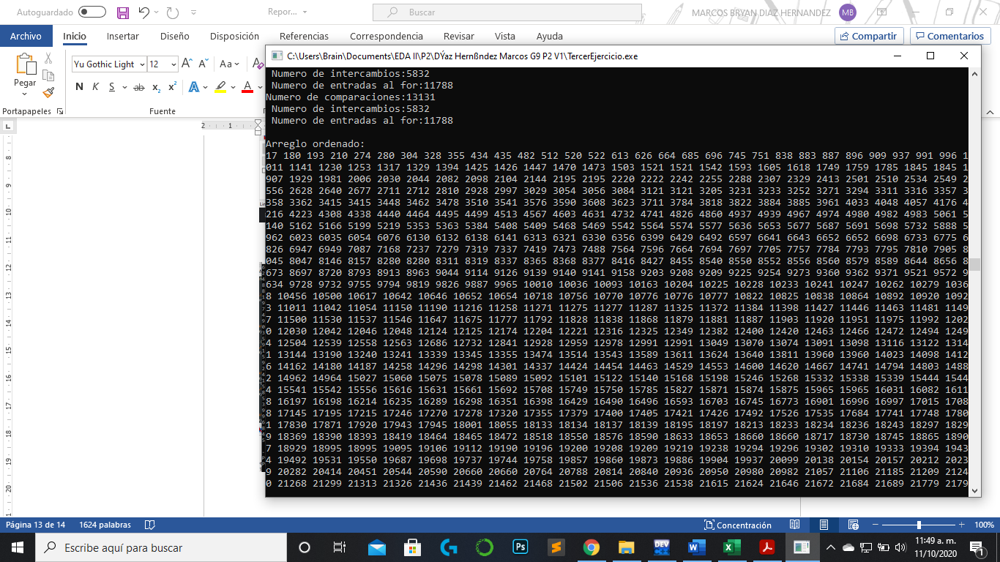 Autoguardado
Repor...
Buscar
MARCOS BRYAN DIAZ HERNANDEZ
MB
Archivo Inicio Insertar Diseño Disposición Referencias Correspondencia Revisar Vista Ayuda
Compartir Comentarios
Pegar
Yu Gothic Light 12
N K S ab x₂ x²
Portapapeles
Fuente
C:\Users\Brain\Documents\EDA II\P2\DÝaz Hernßndez Marcos G9 P2 V1\TercerEjercicio.exe
Numero de intercambios:5832
Numero de entradas al for:11788
Numero de comparaciones:13131
Numero de intercambios:5832
Numero de entradas al for:11788
Arreglo ordenado:
17 180 193 210 274 280 304 328 355 434 435 482 512 520 522 613 626 664 685 696 745 751 838 883 887 896 909 937 991 996 1
011 1141 1230 1253 1317 1329 1394 1425 1426 1447 1470 1473 1503 1521 1521 1542 1593 1605 1618 1749 1759 1785 1845 1845 1
907 1929 1981 2006 2030 2044 2082 2098 2104 2144 2195 2195 2220 2222 2242 2255 2288 2307 2329 2413 2501 2510 2534 2549 2
556 2628 2640 2677 2711 2712 2810 2928 2997 3029 3054 3056 3084 3121 3121 3205 3231 3233 3252 3271 3294 3311 3316 3357 3
358 3362 3415 3415 3448 3462 3478 3510 3541 3576 3590 3608 3623 3711 3784 3818 3822 3884 3885 3961 4033 4048 4057 4176 4
216 4223 4308 4338 4440 4464 4495 4499 4513 4567 4603 4631 4732 4741 4826 4860 4937 4939 4967 4974 4980 4982 4983 5061 5
140 5162 5166 5199 5219 5353 5363 5384 5408 5409 5468 5469 5542 5564 5574 5577 5636 5653 5677 5687 5691 5698 5732 5888 5
962 6023 6035 6054 6076 6130 6132 6138 6141 6313 6321 6330 6356 6399 6429 6492 6597 6641 6643 6652 6652 6698 6733 6775 6
826 6947 6949 7087 7168 7237 7279 7319 7337 7419 7473 7488 7564 7596 7664 7694 7697 7705 7757 7784 7793 7795 7810 7905 8
045 8047 8146 8157 8280 8280 8311 8319 8337 8365 8368 8377 8416 8427 8455 8540 8550 8552 8556 8560 8579 8589 8644 8656 8
673 8697 8720 8793 8913 8963 9044 9114 9126 9139 9140 9141 9158 9203 9208 9209 9225 9254 9273 9360 9362 9371 9521 9572 9
634 9728 9732 9755 9794 9819 9826 9887 9965 10010 10036 10093 10163 10204 10225 10228 10233 10241 10247 10262 10279 1036
8 10456 10500 10617 10642 10646 10652 10654 10718 10756 10770 10776 10776 10777 10822 10825 10838 10864 10892 10920 1092
3 11011 11042 11054 11150 11190 11216 11258 11271 11275 11277 11287 11325 11372 11384 11398 11427 11446 11463 11481 1149
7 11500 11530 11537 11546 11647 11675 11777 11792 11828 11838 11868 11879 11881 11887 11903 11920 11951 11975 11992 1202
0 12030 12042 12046 12048 12124 12125 12174 12204 12221 12316 12325 12349 12382 12400 12420 12463 12466 12472 12494 1249
4 12504 12539 12558 12563 12686 12732 12841 12928 12959 12978 12991 12991 13049 13070 13074 13091 13098 13116 13122 1314
1 13144 13190 13240 13241 13339 13345 13355 13474 13514 13543 13589 13611 13624 13640 13811 13960 13960 14023 14098 1412
6 14162 14180 14187 14258 14296 14298 14301 14337 14424 14454 14463 14529 14553 14600 14620 14667 14741 14794 14803 1488
2 14962 14964 15027 15060 15075 15078 15089 15092 15101 15122 15140 15168 15198 15246 15268 15332 15338 15339 15444 1544
4 15541 15542 15556 15616 15631 15661 15692 15708 15749 15750 15785 15827 15871 15874 15875 15965 15965 16031 16082 1611
8 16197 16198 16214 16235 16289 16298 16351 16398 16429 16490 16496 16593 16703 16745 16773 16901 16996 16997 17015 1708
8 17145 17195 17215 17246 17270 17278 17320 17355 17379 17400 17405 17421 17426 17492 17526 17535 17684 17741 17748 1780
1 17830 17871 17920 17943 17945 18001 18055 18133 18134 18137 18139 18195 18197 18213 18233 18234 18236 18243 18297 1829
9 18369 18390 18393 18419 18464 18465 18472 18518 18550 18576 18590 18633 18653 18660 18660 18717 18730 18745 18865 1890
7 18929 18995 18995 19095 19106 19112 19190 19196 19200 19208 19209 19219 19238 19294 19296 19302 19310 19333 19394 1943
4 19492 19531 19550 19687 19698 19737 19744 19758 19857 19860 19873 19886 19904 19937 20099 20138 20154 20157 20212 2023
9 20282 20414 20451 20544 20590 20660 20660 20764 20788 20814 20840 20936 20950 20980 20982 21057 21106 21185 21209 2124
0 21268 21299 21313 21326 21436 21439 21462 21468 21502 21506 21536 21538 21615 21624 21646 21672 21684 21689 21779 2179
Página 13 de 14 1624 palabras
Concentración 100%
Escribe aquí para buscar
11:49 a. m.
11/10/2020